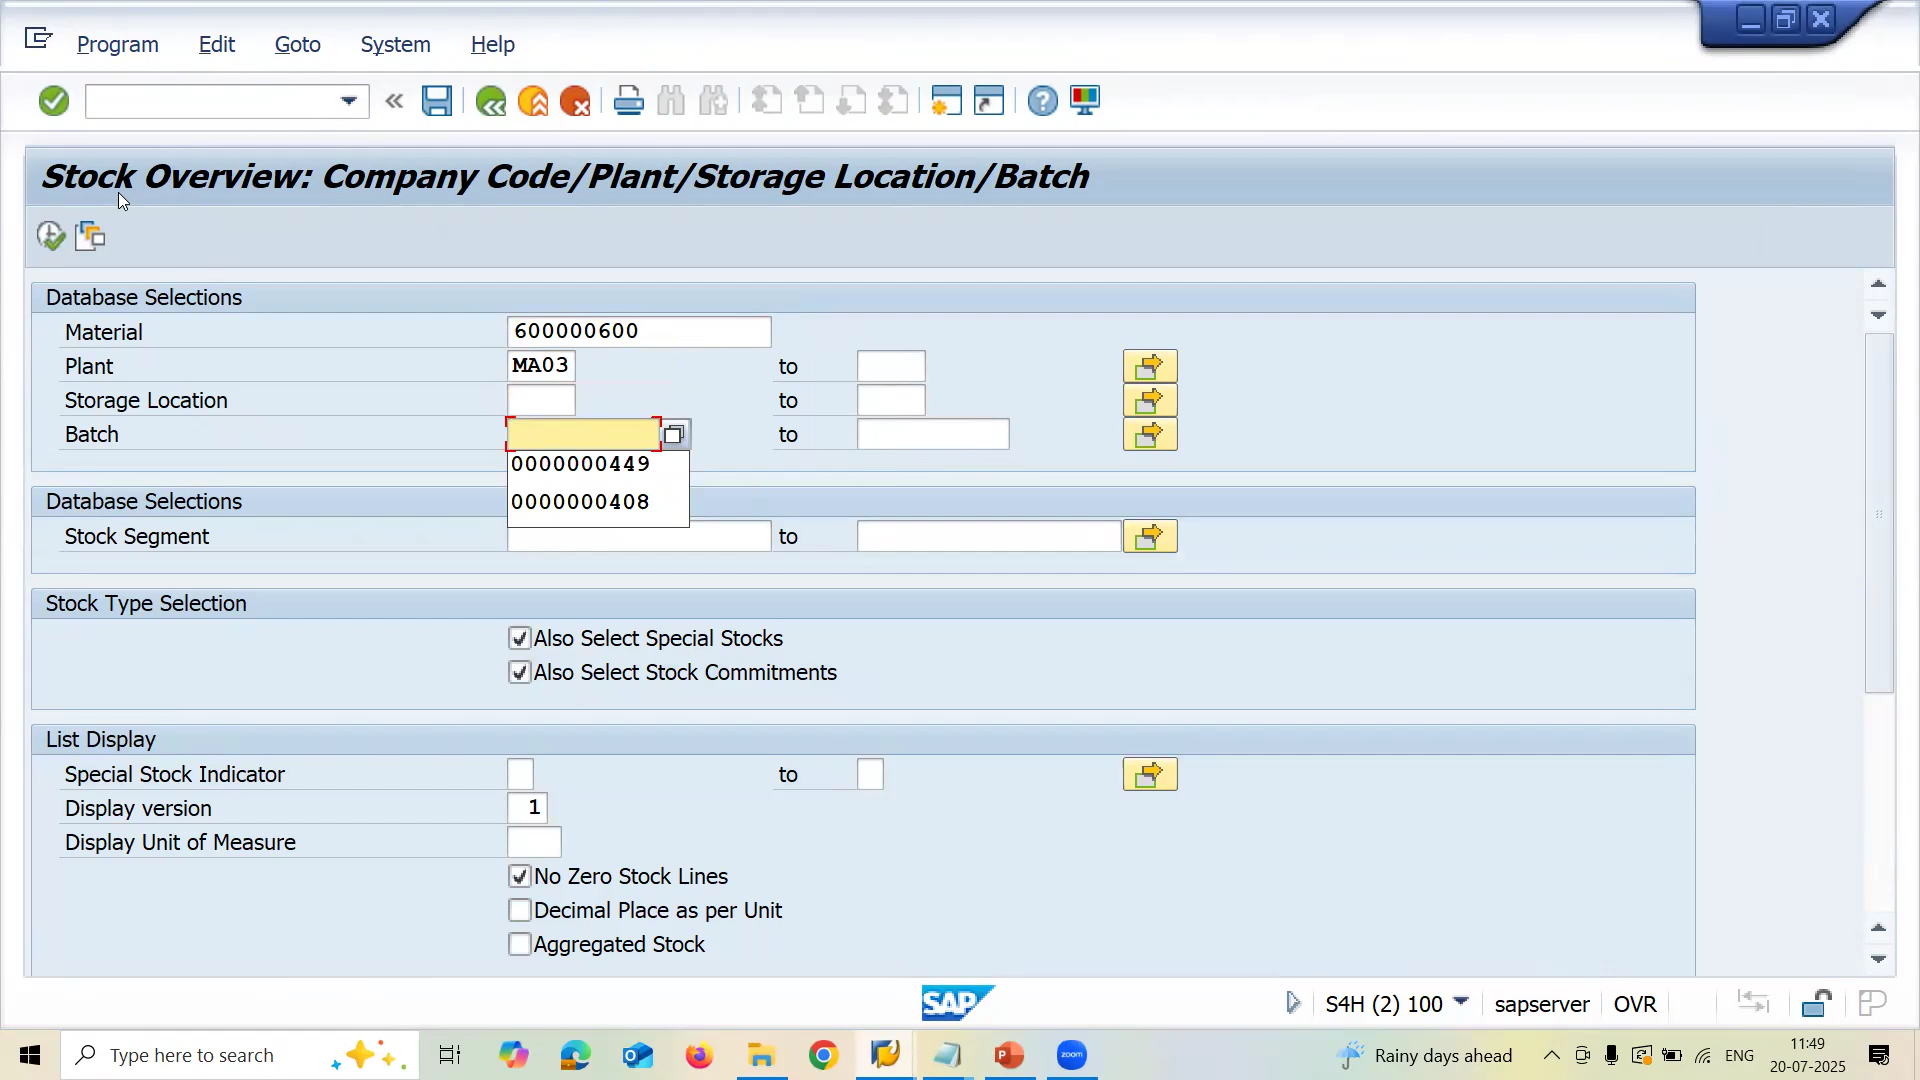 Program Edit Goto System Help
Stock Overview: Company Code/Plant/Storage Location/Batch
Database Selections
Material 600000600
Plant MA03 to
Storage Location to
Batch to
0000000449
0000000408
Database Selections
Stock Segment to
Stock Type Selection
Also Select Special Stocks
Also Select Stock Commitments
List Display
Special Stock Indicator to
Display version 1
Display Unit of Measure
No Zero Stock Lines
Decimal Place as per Unit
Aggregated Stock
SAP S4H (2) 100 sapserver OVR
Type here to search zoom Rainy days ahead ENG 11:49
20-07-2025